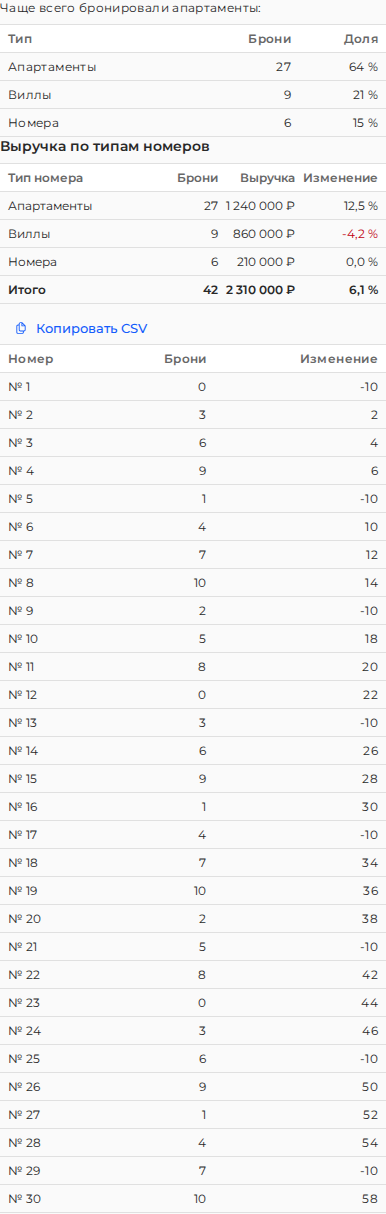 Чаще всего бронировали апартаменты:
Тип Брони Доля
Апартаменты 27 64 %
Виллы 9 21 %
Номера 6 15 %
Выручка по типам номеров
Тип номера Брони Выручка Изменение
Апартаменты 27 1 240 000 ₽ 12,5 %
Виллы 9 860 000 ₽ -4,2 %
Номера 6 210 000 ₽ 0,0 %
Итого 42 2 310 000 ₽ 6,1 %
Копировать CSV
Номер Брони Изменение
№ 1 0 -10
№ 2 3 2
№ 3 6 4
№ 4 9 6
№ 5 1 -10
№ 6 4 10
№ 7 7 12
№ 8 10 14
№ 9 2 -10
№ 10 5 18
№ 11 8 20
№ 12 0 22
№ 13 3 -10
№ 14 6 26
№ 15 9 28
№ 16 1 30
№ 17 4 -10
№ 18 7 34
№ 19 10 36
№ 20 2 38
№ 21 5 -10
№ 22 8 42
№ 23 0 44
№ 24 3 46
№ 25 6 -10
№ 26 9 50
№ 27 1 52
№ 28 4 54
№ 29 7 -10
№ 30 10 58